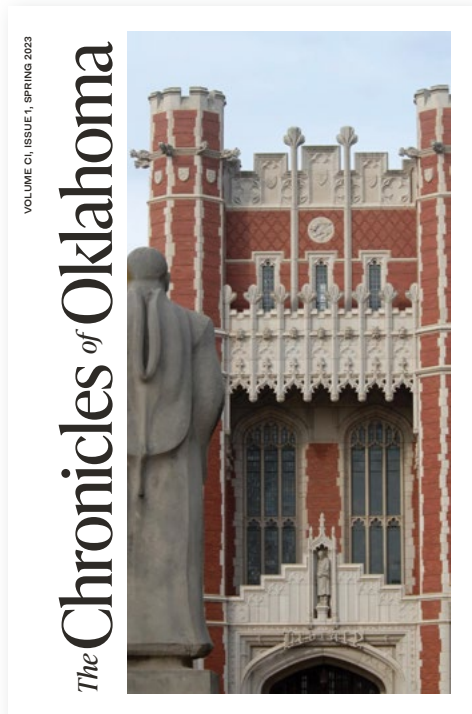 VOLUME CI, ISSUE 1, SPRING 2023
The Chronicles of Oklahoma